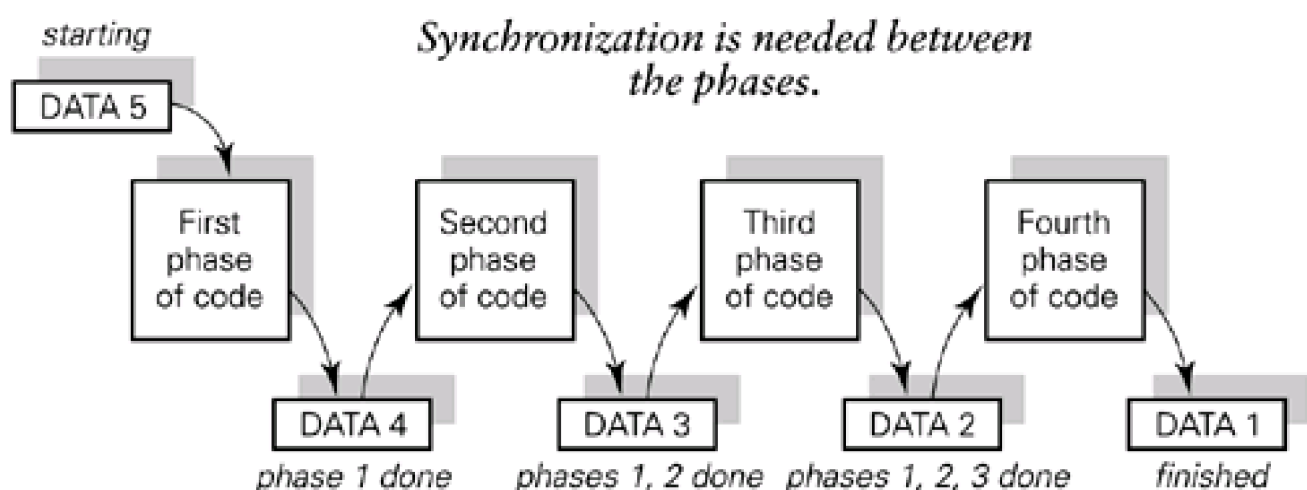 starting
Synchronization is needed between
the phases.
DATA 5
First
phase
of code
Second
phase
of code
Third
phase
of code
Fourth
phase
of code
DATA 4
DATA 3
DATA 2
DATA 1
phase 1 done
phases 1, 2 done
phases 1, 2, 3 done
finished